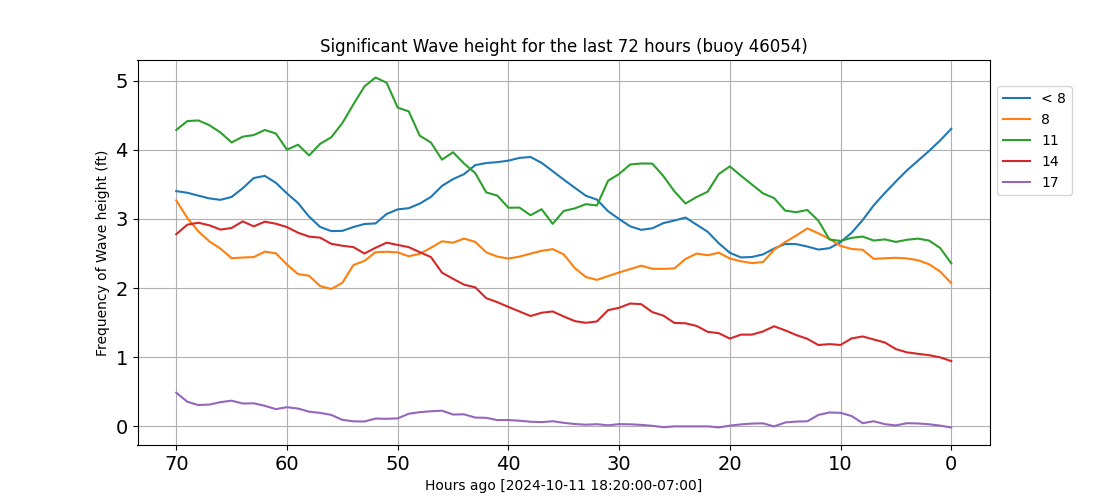 Significant Wave height for the last 72 hours (buoy 46054)
Frequency of Wave height (ft)
5
4
3
2
1
0
70 60 50 40 30 20 10 0
Hours ago [2024-10-11 18:20:00-07:00]
< 8
8
11
14
17